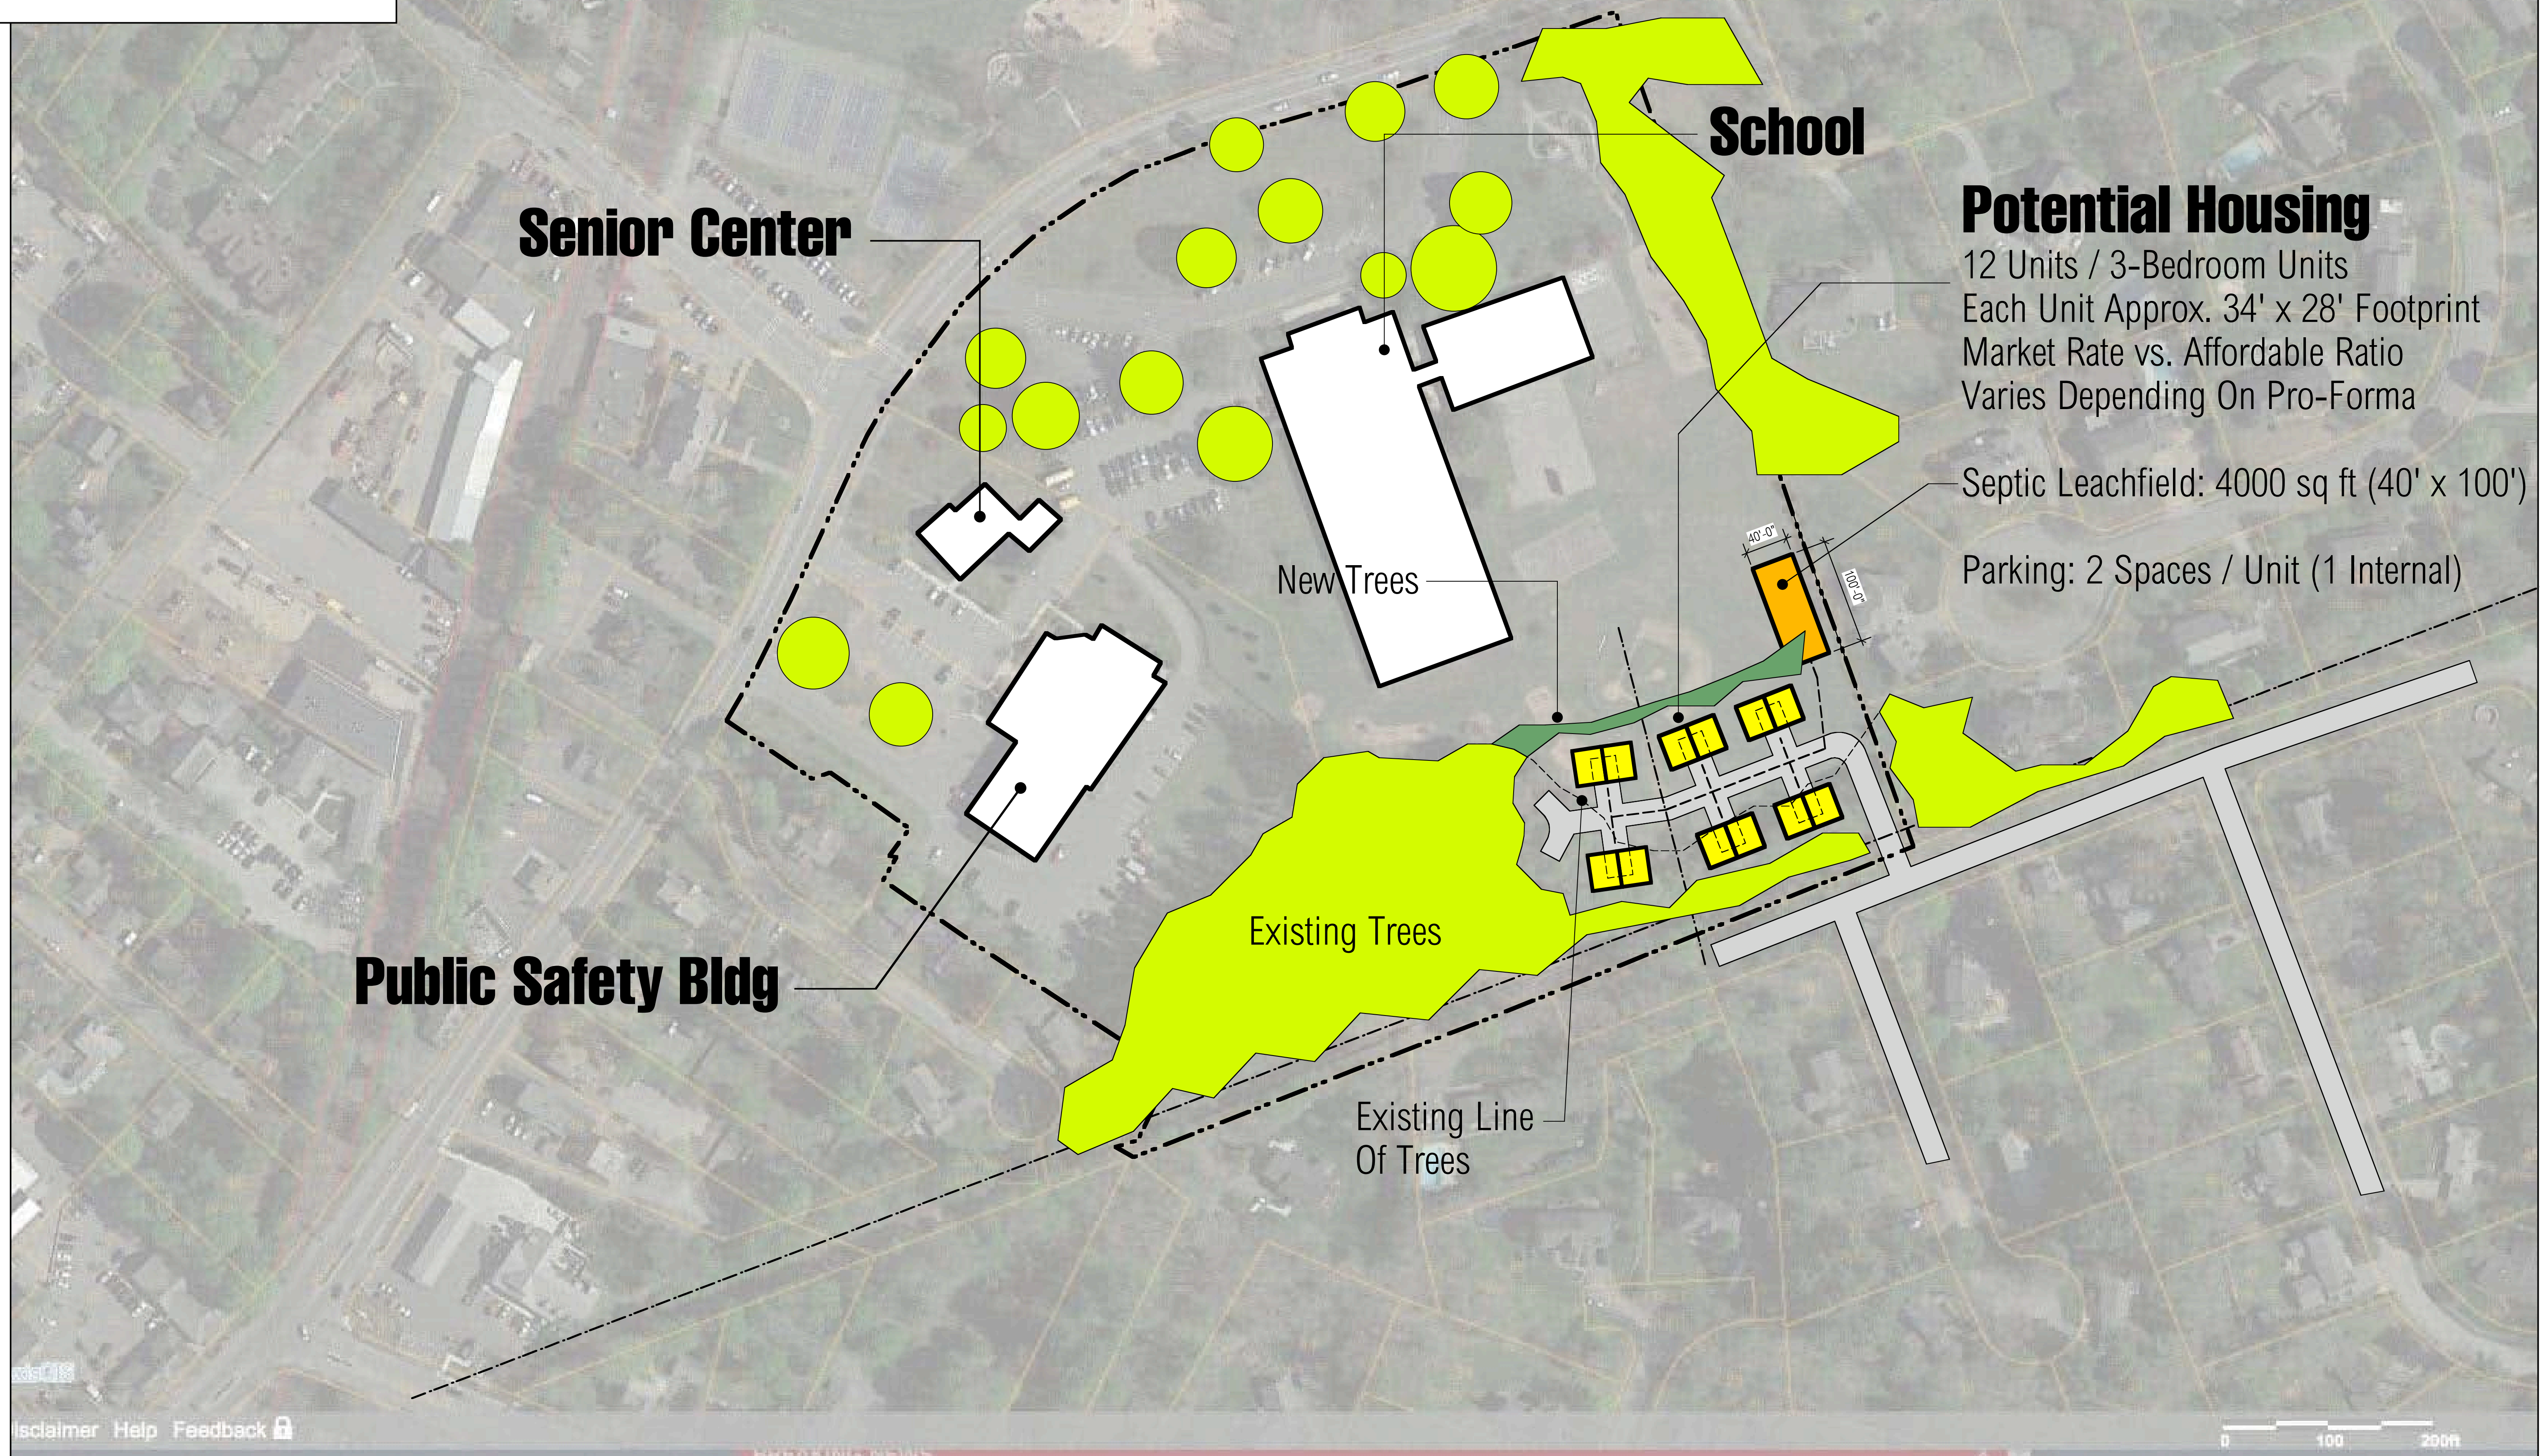 School
Senior Center
Potential Housing
12 Units / 3-Bedroom Units
Each Unit Approx. 34' x 28' Footprint
Market Rate vs. Affordable Ratio
Varies Depending On Pro-Forma
Septic Leachfield: 4000 sq ft (40' x 100')
40'-0"
100'-0"
Parking: 2 Spaces / Unit (1 Internal)
New Trees
Existing Trees
Public Safety Bldg
Existing Line
Of Trees
isclaimer Help Feedback
0 100 200ft